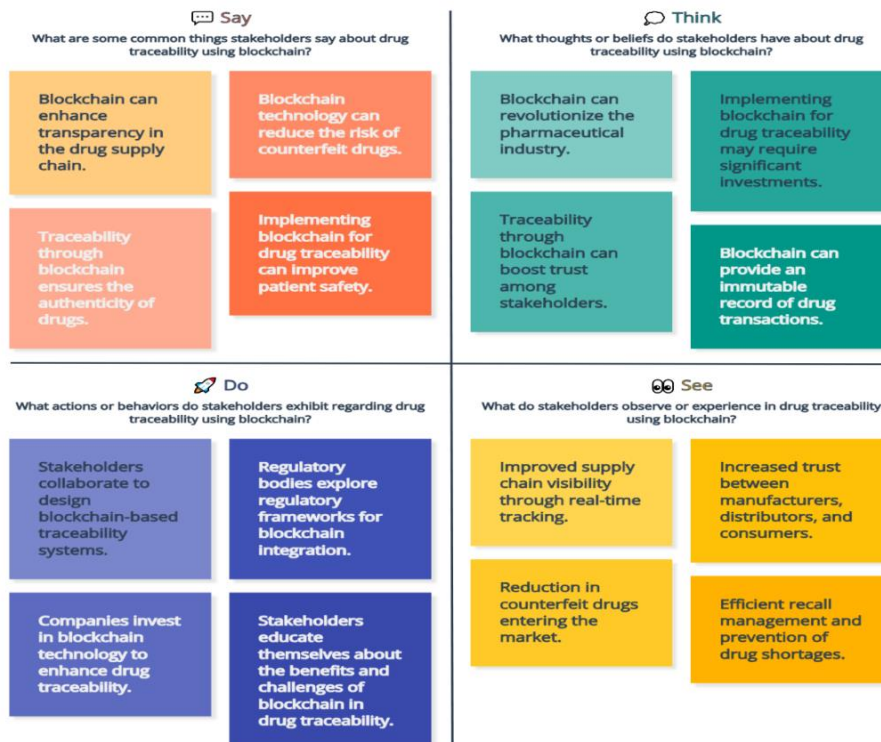 Say
What are some common things stakeholders say about drug
traceability using blockchain?
Blockchain can
enhance
transparency in
the drug supply
chain.
Blockchain
technology can
reduce the risk of
counterfeit drugs.
Traceability
through
blockchain
ensures the
authenticity of
drugs.
Implementing
blockchain for
drug traceability
can improve
patient safety.
Think
What thoughts or beliefs do stakeholders have about drug
traceability using blockchain?
Blockchain can
revolutionize the
pharmaceutical
industry.
Implementing
blockchain for
drug traceability
may require
significant
investments.
Traceability
through
blockchain can
boost trust
among
stakeholders.
Blockchain can
provide an
immutable
record of drug
transactions.
Do
What actions or behaviors do stakeholders exhibit regarding drug
traceability using blockchain?
Stakeholders
collaborate to
design
blockchain-based
traceability
systems.
Regulatory
bodies explore
regulatory
frameworks for
blockchain
integration.
Companies invest
in blockchain
technology to
enhance drug
traceability.
Stakeholders
educate
themselves about
the benefits and
challenges of
blockchain in
drug traceability.
See
What do stakeholders observe or experience in drug traceability
using blockchain?
Improved supply
chain visibility
through real-time
tracking.
Increased trust
between
manufacturers,
distributors, and
consumers.
Reduction in
counterfeit drugs
entering the
market.
Efficient recall
management and
prevention of
drug shortages.